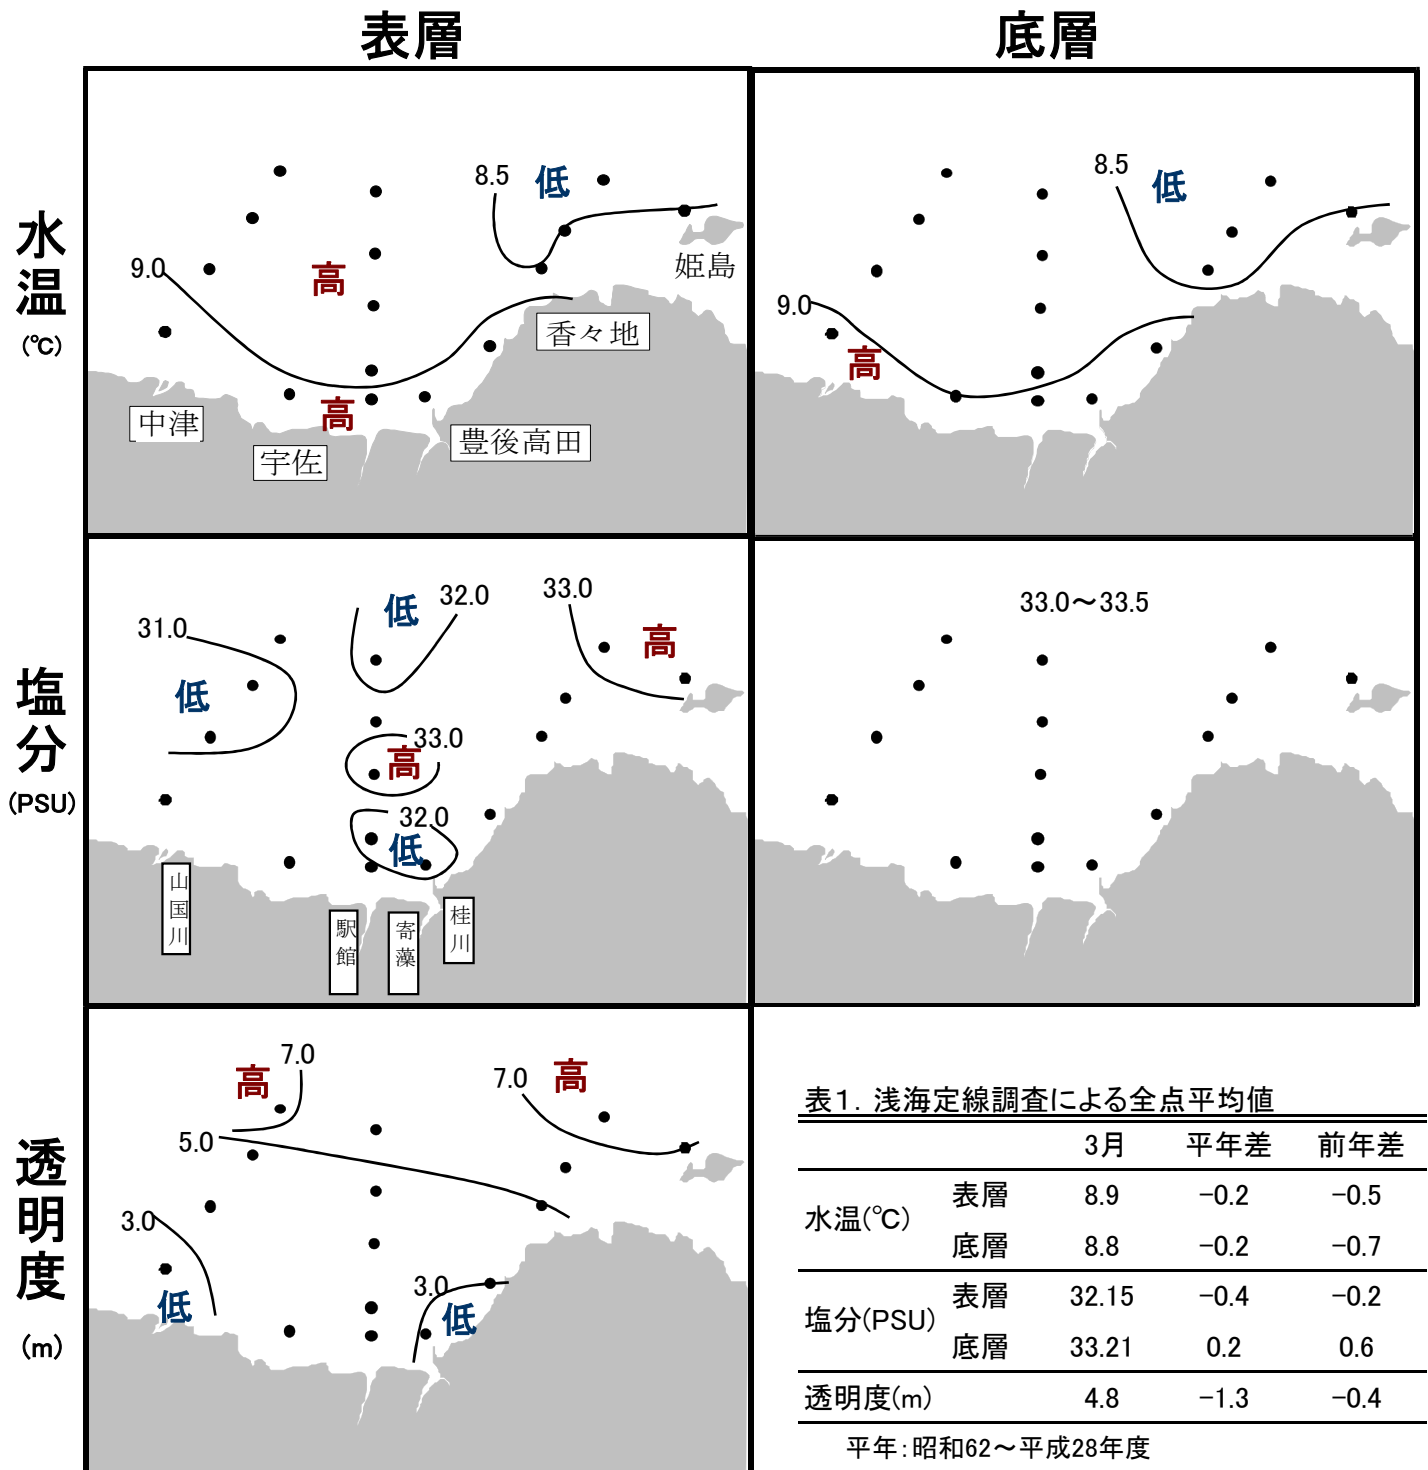 表層
底層
水温
(℃)
8.5
低
9.0
高
姫島
香々地
高
中津
宇佐
豊後高田
8.5
低
9.0
高
塩分
(PSU)
31.0
低
低
32.0
33.0
高
33.0
高
32.0
低
山国川
駅館
寄藻
桂川
33.0～33.5
透明度
(m)
高
7.0
7.0
高
5.0
3.0
低
3.0
低
表1. 浅海定線調査による全点平均値
3月 平年差 前年差
水温(℃) 表層 8.9 -0.2 -0.5
底層 8.8 -0.2 -0.7
塩分(PSU) 表層 32.15 -0.4 -0.2
底層 33.21 0.2 0.6
透明度(m) 4.8 -1.3 -0.4
平年：昭和62～平成28年度